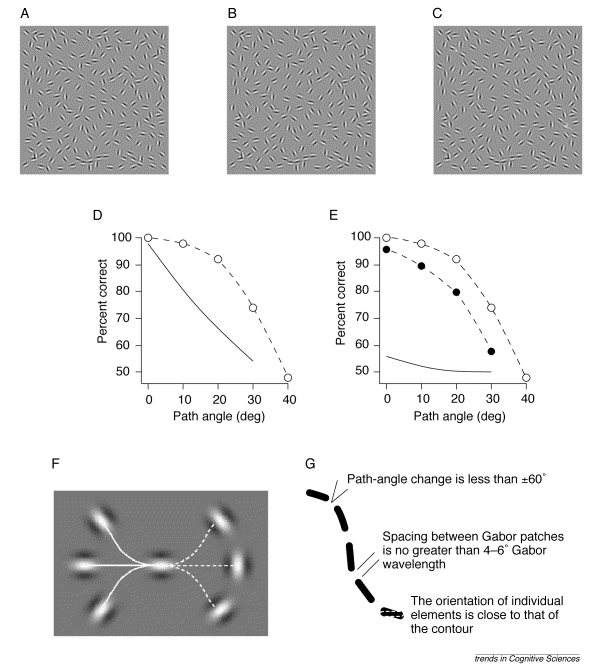 A
B
C
D
E
100
90
80
70
60
50
Percent correct
0 10 20 30 40
Path angle (deg)
100
90
80
70
60
50
Percent correct
0 10 20 30 40
Path angle (deg)
F
G
Path-angle change is less than ±60°
Spacing between Gabor patches
is no greater than 4–6° Gabor
wavelength
The orientation of individual
elements is close to that of
the contour
trends in Cognitive Sciences